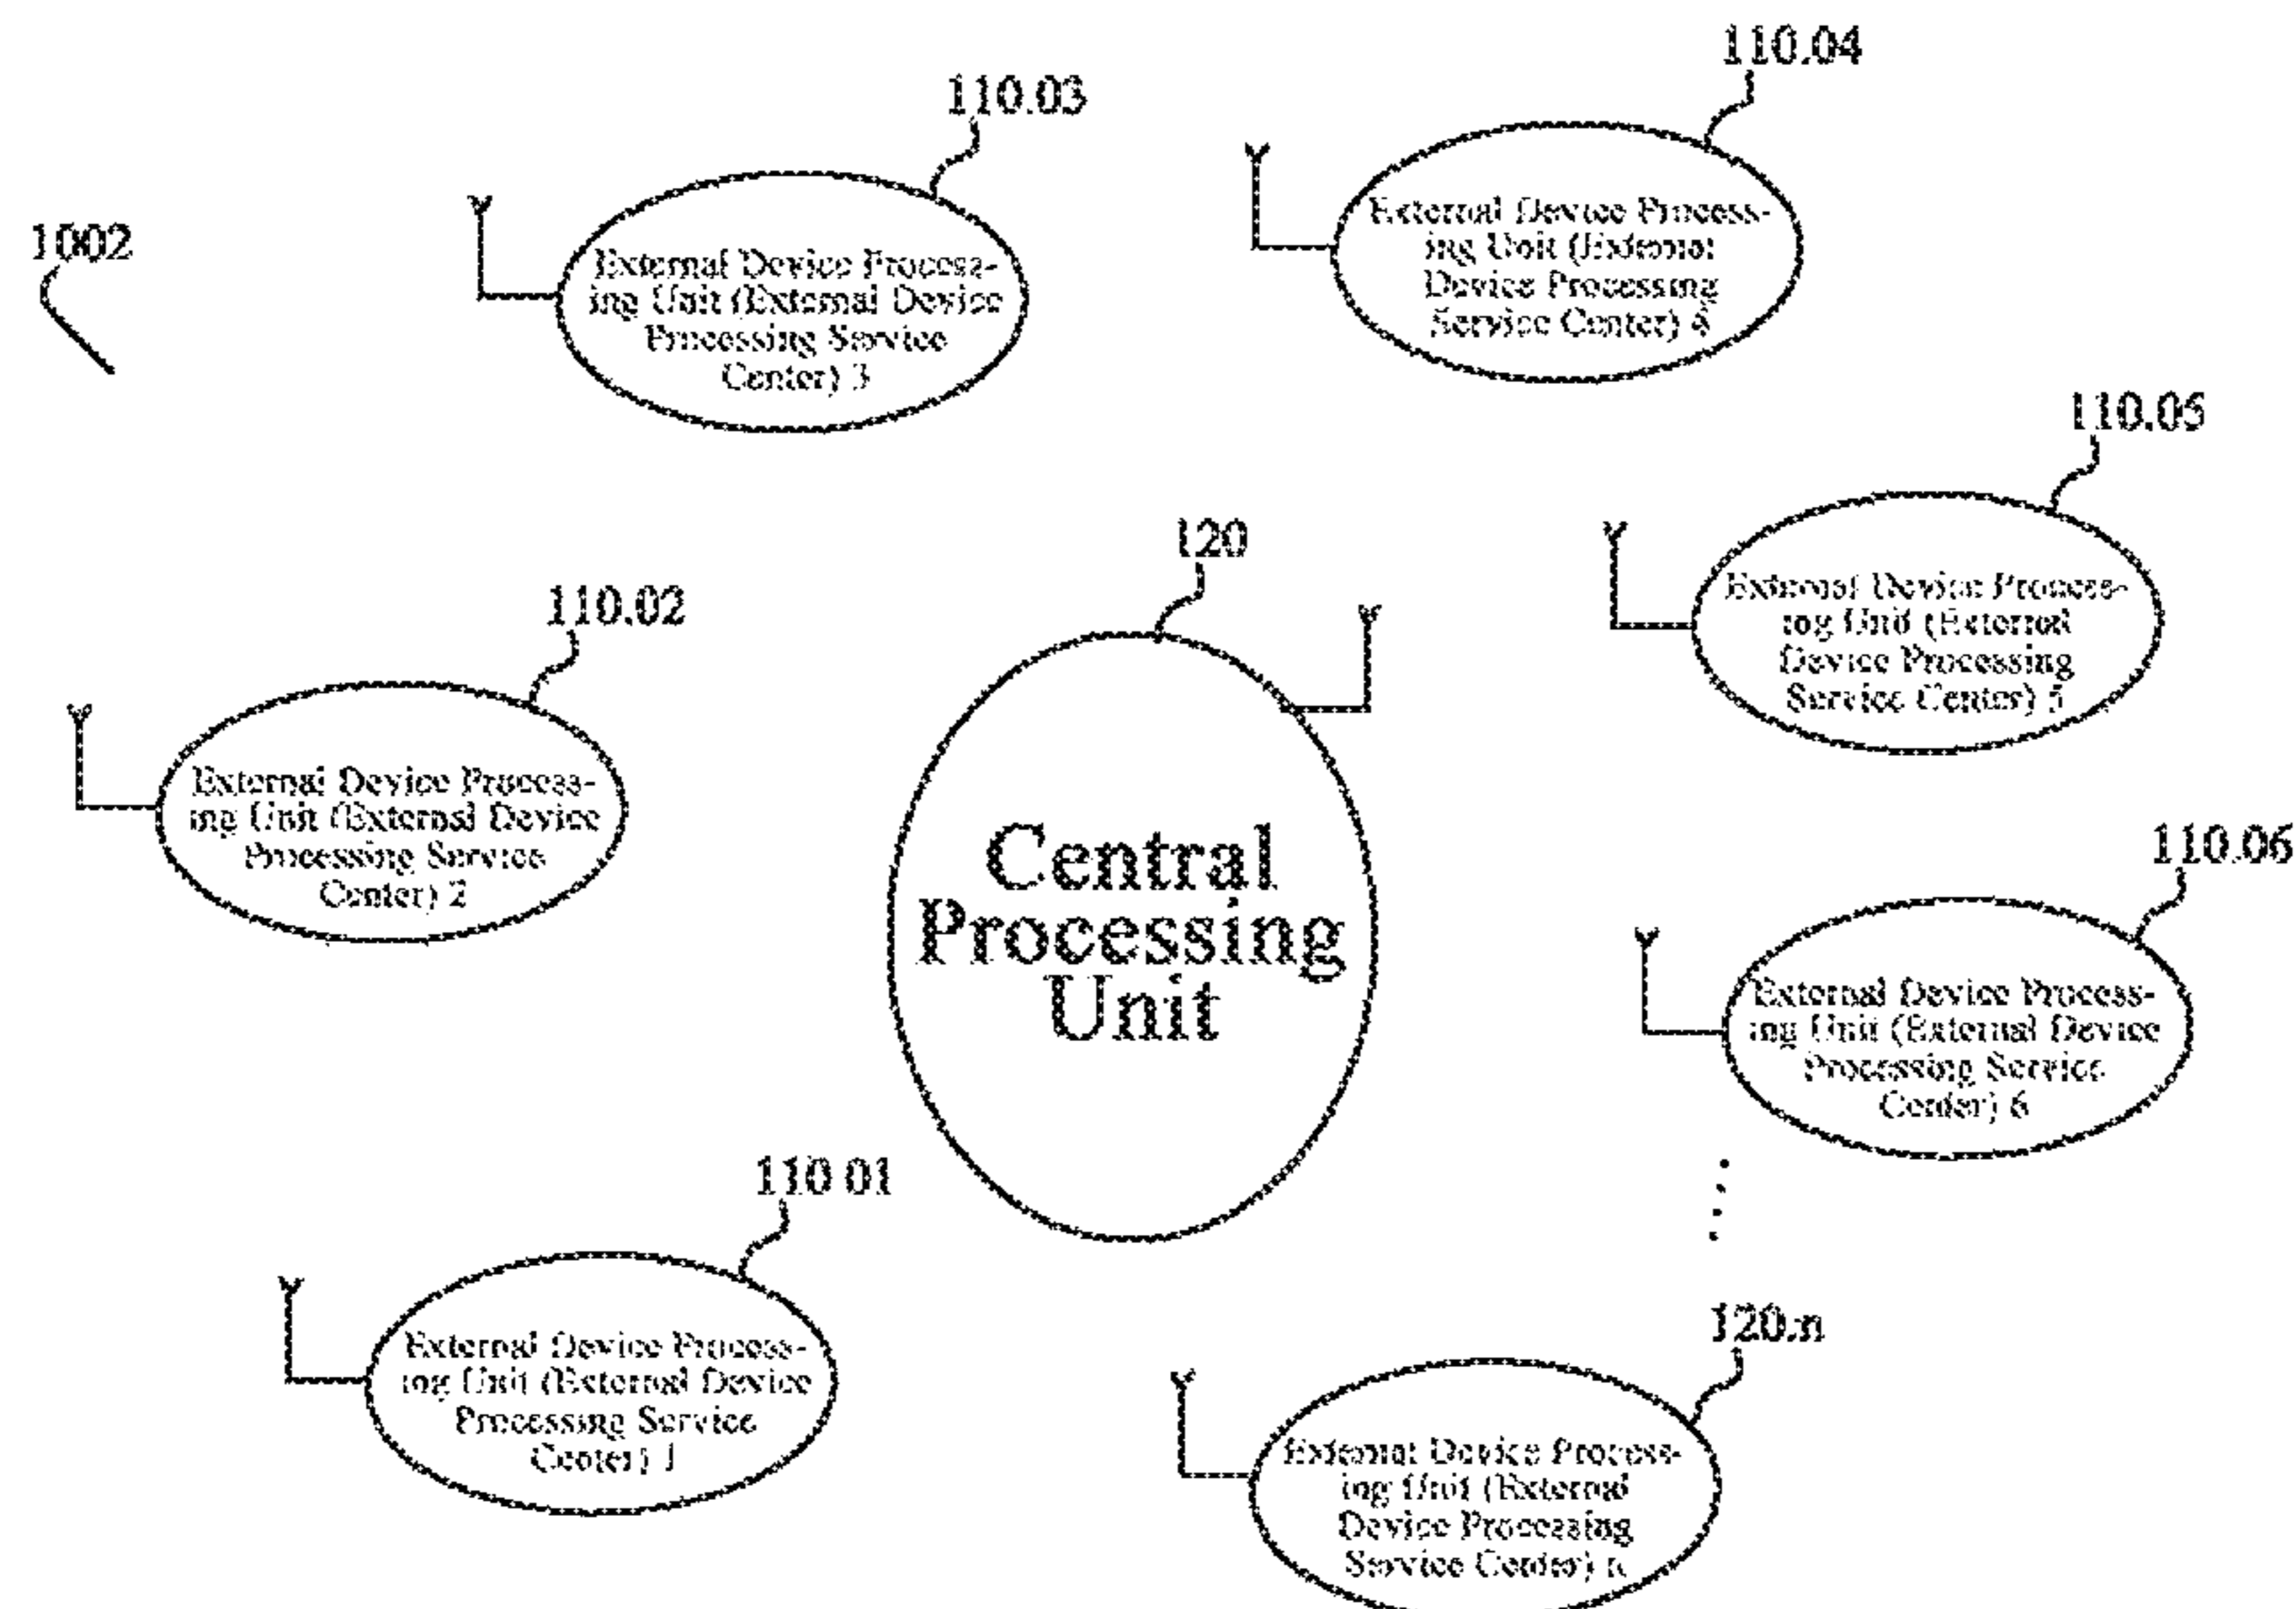 110.04
110.03
1002
External Device Process-
ing Unit (External
Device Processing
Service Center) 4
External Device Process-
ing Unit (External Device
Processing Service
Center) 3
110.05
120
110.02
External Device Process-
ing Unit (External
Device Processing
Service Center) 5
External Device Process-
ing Unit (External Device
Processing Service
Center) 2
Central
Processing
Unit
110.06
External Device Process-
ing Unit (External Device
Processing Service
Center) 6
110 01
External Device Process-
ing Unit (External Device
Processing Service
Center) 1
120.n
External Device Process-
ing Unit (External
Device Processing
Service Center) n